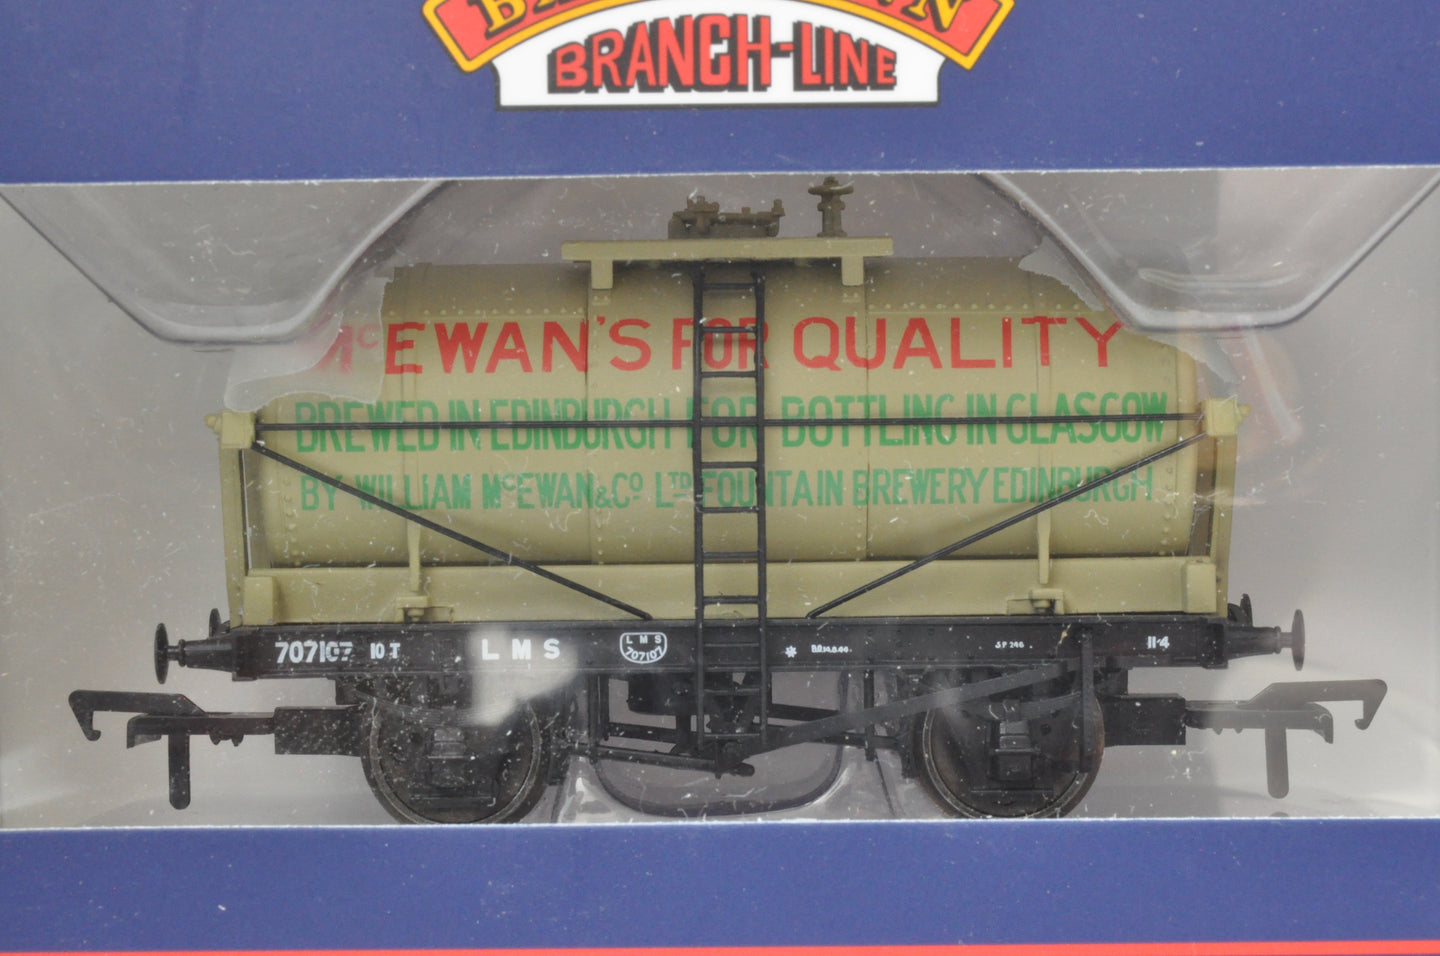 BRANCH-LINE
McEWAN'S FOR QUALITY
BREWED IN EDINBURGH FOR BOTTLING IN GLASGOW
BY WILLIAM McEWAN & Co LTD FOUNTAIN BREWERY EDINBURGH
707107 10T LMS LMS 707107 11-4